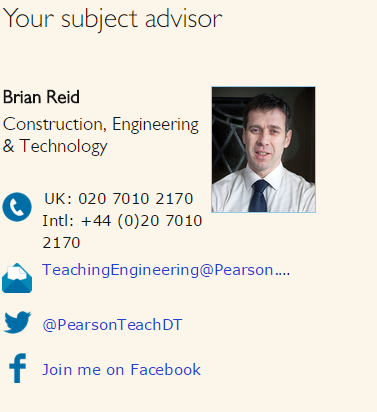 Your subject advisor
Brian Reid
Construction, Engineering
& Technology
UK: 020 7010 2170
Intl: +44 (0)20 7010
2170
TeachingEngineering@Pearson....
@PearsonTeachDT
Join me on Facebook